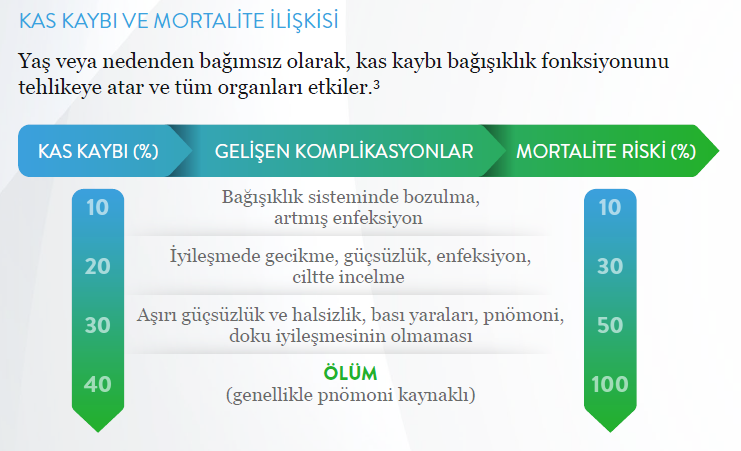 KAS KAYBI VE MORTALİTE İLİŞKİSİ
Yaş veya nedenden bağımsız olarak, kas kaybı bağışıklık fonksiyonunu
tehlikeye atar ve tüm organları etkiler.³
KAS KAYBI (%) GELİŞEN KOMPLİKASYONLAR MORTALİTE RİSKİ (%)
10 Bağışıklık sisteminde bozulma, 10
artmış enfeksiyon
20 İyileşmede gecikme, güçsüzlük, enfeksiyon, 30
ciltte incelme
30 Aşırı güçsüzlük ve halsizlik, bası yaraları, pnömoni, 50
doku iyileşmesinin olmaması
40 ÖLÜM 100
(genellikle pnömoni kaynaklı)